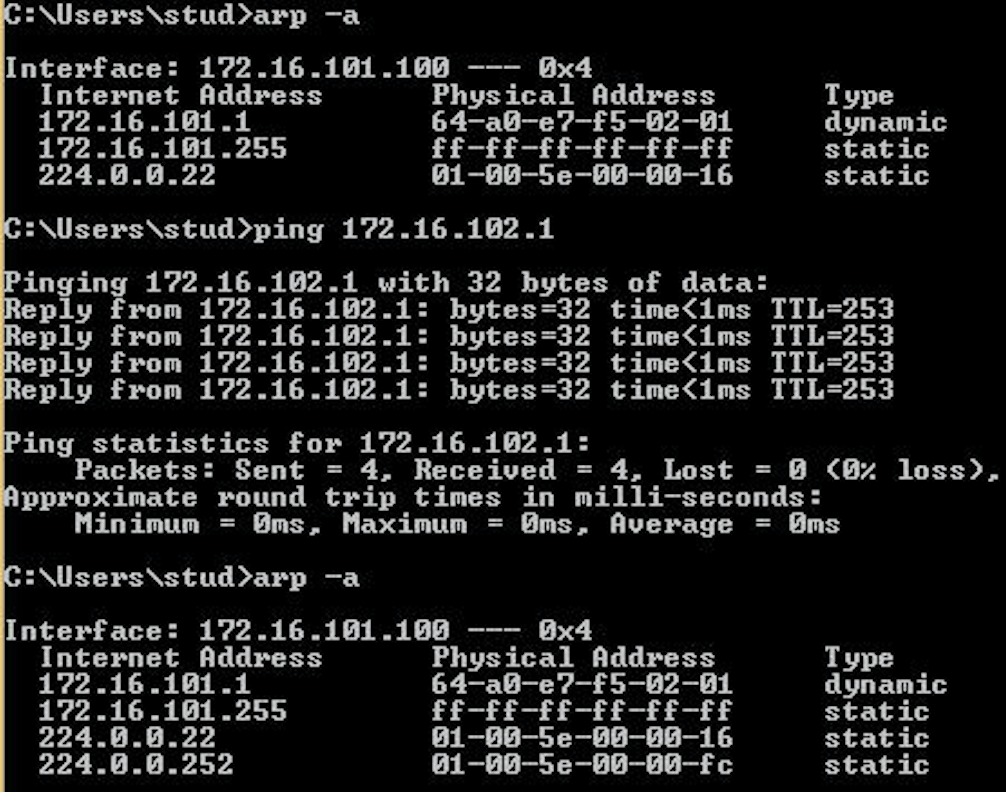 C:\Users\stud>arp -a
Interface: 172.16.101.100 --- 0x4
Internet Address Physical Address Type
172.16.101.1 64-a0-e7-f5-02-01 dynamic
172.16.101.255 ff-ff-ff-ff-ff-ff static
224.0.0.22 01-00-5e-00-00-16 static
C:\Users\stud>ping 172.16.102.1
Pinging 172.16.102.1 with 32 bytes of data:
Reply from 172.16.102.1: bytes=32 time<1ms TTL=253
Reply from 172.16.102.1: bytes=32 time<1ms TTL=253
Reply from 172.16.102.1: bytes=32 time<1ms TTL=253
Reply from 172.16.102.1: bytes=32 time<1ms TTL=253
Ping statistics for 172.16.102.1:
Packets: Sent = 4, Received = 4, Lost = 0 (0% loss),
Approximate round trip times in milli-seconds:
Minimum = 0ms, Maximum = 0ms, Average = 0ms
C:\Users\stud>arp -a
Interface: 172.16.101.100 --- 0x4
Internet Address Physical Address Type
172.16.101.1 64-a0-e7-f5-02-01 dynamic
172.16.101.255 ff-ff-ff-ff-ff-ff static
224.0.0.22 01-00-5e-00-00-16 static
224.0.0.252 01-00-5e-00-00-fc static